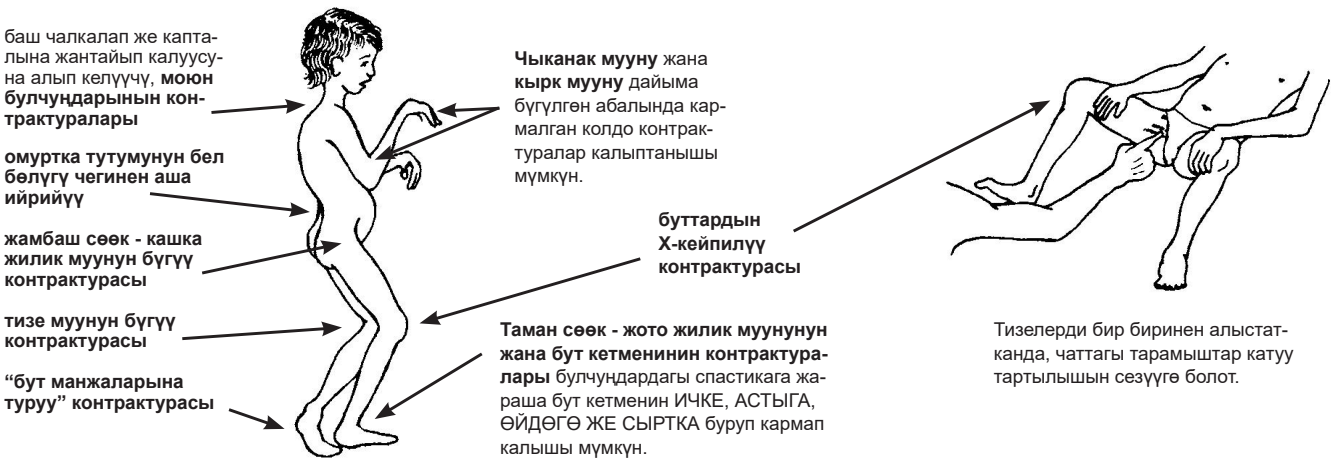 баш чалкалап же капта-
лына жантайып калуусу-
на алып келүүчү, моюн
булчуңдарынын кон-
трактуралары
омуртка тутумунун бел
бөлүгү чегинен аша
ийрийүү
жамбаш сөөк - кашка
жилик муунун бүгүү
контрактурасы
тизе муунун бүгүү
контрактурасы
“бут манжаларына
туруу” контрактурасы
Чыканак мууну жана
кырк мууну дайыма
бүгүлгөн абалында кар-
малган колдо контрак-
туралар калыптанышы
мүмкүн.
буттардын
Х-кейпилүү
контрактурасы
Таман сөөк - жото жилик муунунун
жана бут кетменинин контрактура-
лары булчуңдардагы спастикага жа-
раша бут кетменин ИЧКЕ, АСТЫГА,
ӨЙДӨГӨ ЖЕ СЫРТКА буруп кармап
калышы мүмкүн.
Тизелерди бир биринен алыстат-
канда, чаттагы тарамыштар катуу
тартылышын сезүүгө болот.